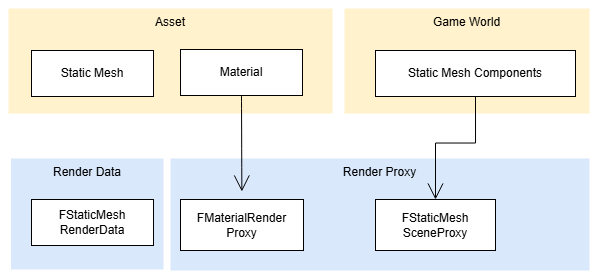 Asset
Game World
Static Mesh
Material
Static Mesh Components
Render Data
Render Proxy
FStaticMesh
RenderData
FMaterialRender
Proxy
FStaticMesh
SceneProxy